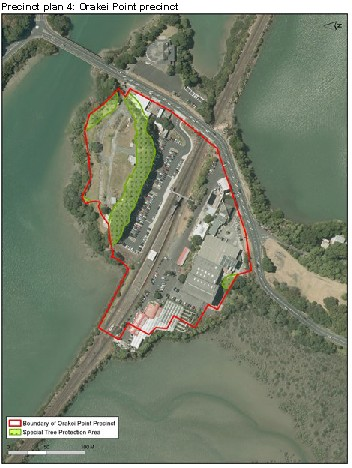 Precinct plan 4: Orakei Point precinct
Boundary of Orakei Point Precinct
Special Tree Protection Area